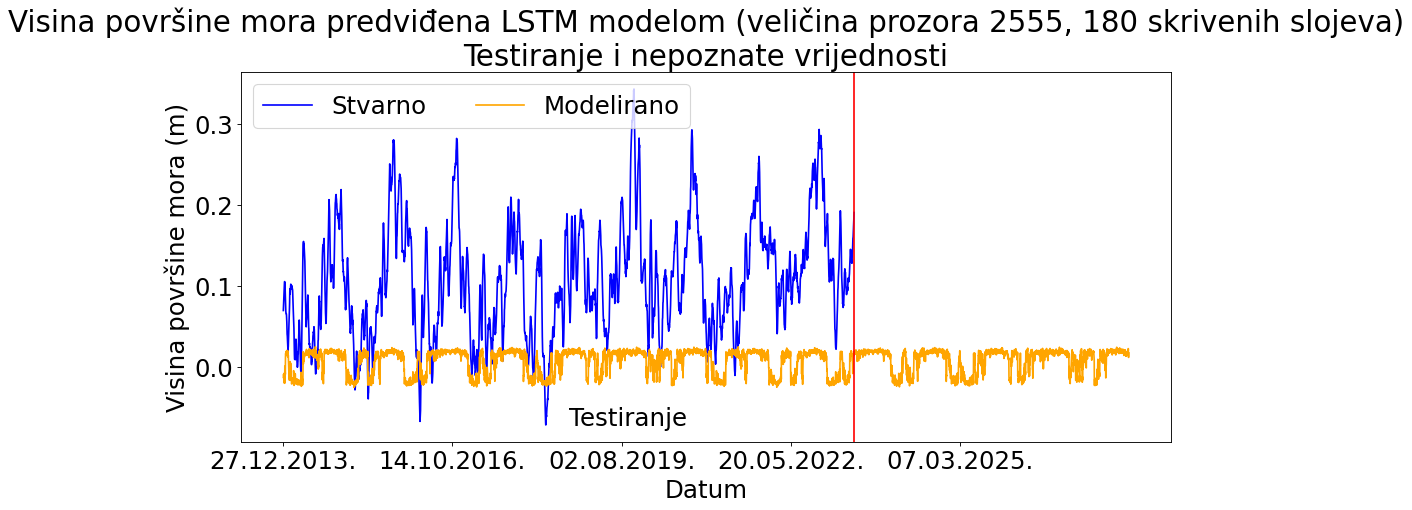 Visina površine mora predviđena LSTM modelom (veličina prozora 2555, 180 skrivenih slojeva)
Testiranje i nepoznate vrijednosti
Stvarno Modelirano
Visina površine mora (m)
0.3
0.2
0.1
0.0
Testiranje
27.12.2013. 14.10.2016. 02.08.2019. 20.05.2022. 07.03.2025.
Datum